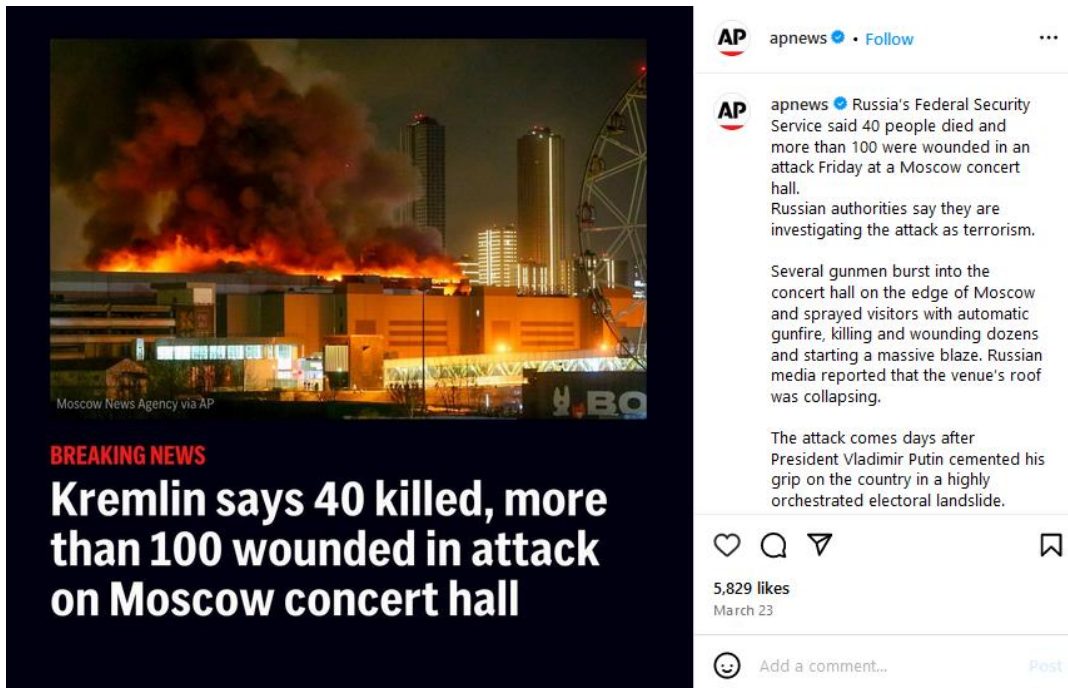 Moscow News Agency via AP
BO
BREAKING NEWS
Kremlin says 40 killed, more
than 100 wounded in attack
on Moscow concert hall
AP
apnews • Follow
AP
apnews Russia's Federal Security
Service said 40 people died and
more than 100 were wounded in an
attack Friday at a Moscow concert
hall.
Russian authorities say they are
investigating the attack as terrorism.
Several gunmen burst into the
concert hall on the edge of Moscow
and sprayed visitors with automatic
gunfire, killing and wounding dozens
and starting a massive blaze. Russian
media reported that the venue's roof
was collapsing.
The attack comes days after
President Vladimir Putin cemented his
grip on the country in a highly
orchestrated electoral landslide.
5,829 likes
March 23
Add a comment...
Post